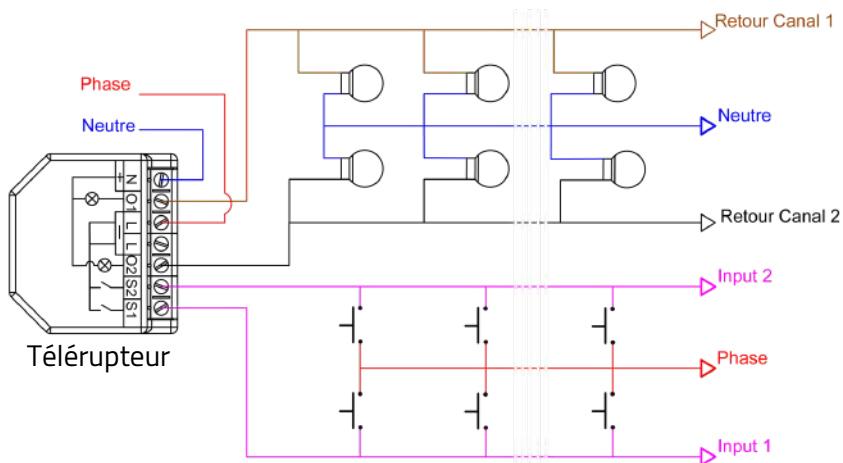 Retour Canal 1
Phase
Neutre
Neutre
N
O1
L
L
O2
S2
S1
Retour Canal 2
Input 2
Télérupteur
Phase
Input 1